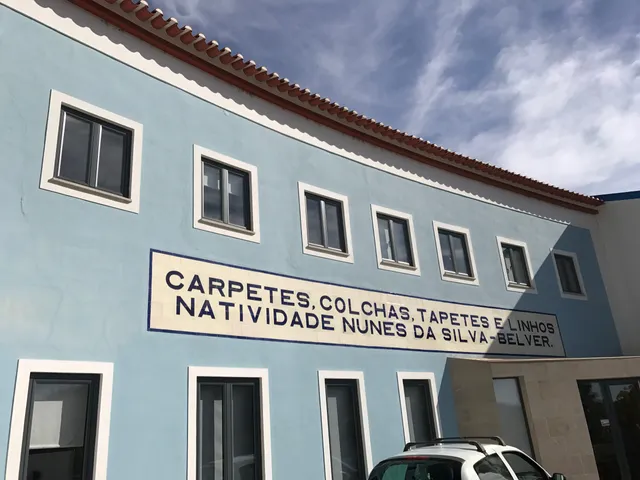 CARPETES, COLCHAS, TAPETES E LINHOS
NATIVIDADE NUNES DA SILVA-BELVER.